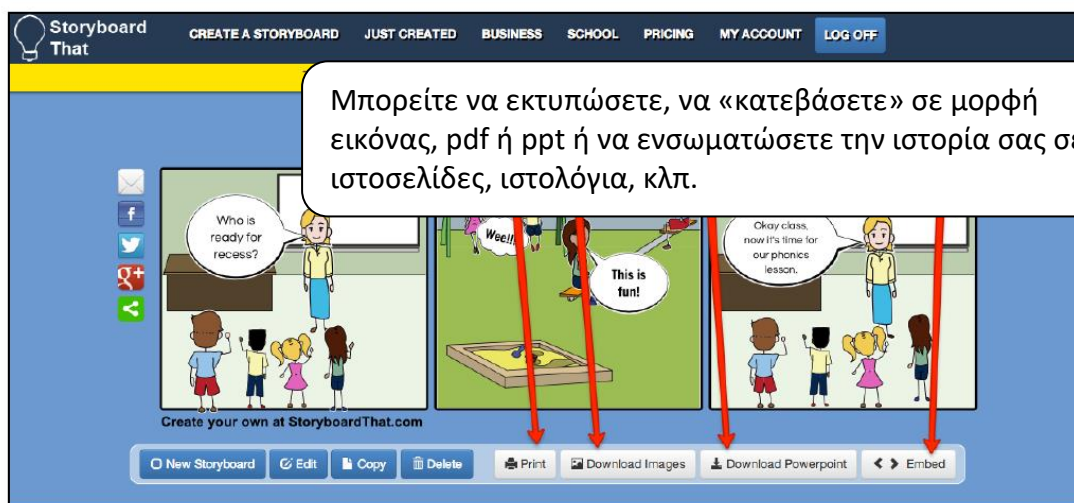 Storyboard
That
CREATE A STORYBOARD JUST CREATED BUSINESS SCHOOL PRICING MY ACCOUNT LOG OFF
Μπορείτε να εκτυπώσετε, να «κατεβάσετε» σε μορφή
εικόνας, pdf ή ppt ή να ενσωματώσετε την ιστορία σας σε
ιστοσελίδες, ιστολόγια, κλπ.
f
g+
Who is
ready for
recess?
Wee!!!
This is
fun!
Okay class,
now it's time for
our phonics
lesson.
Create your own at StoryboardThat.com
New Storyboard Edit Copy Delete Print Download Images Download Powerpoint < > Embed